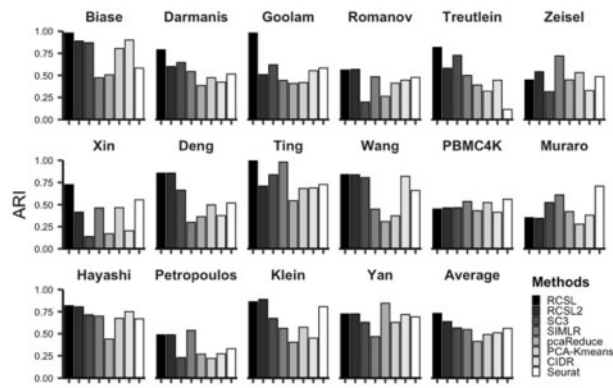 Biase Darmanis Goolam Romanov Treutlein Zeisel
1.00
0.75
0.50
0.25
0.00
Xin Deng Ting Wang PBMC4K Muraro
ARI
1.00
0.75
0.50
0.25
0.00
Hayashi Petropoulos Klein Yan Average
1.00
0.75
0.50
0.25
0.00
Methods
RCSL
RCSL2
SC3
SIMLR
pcaReduce
PCA-Kmeans
CIDR
Seurat